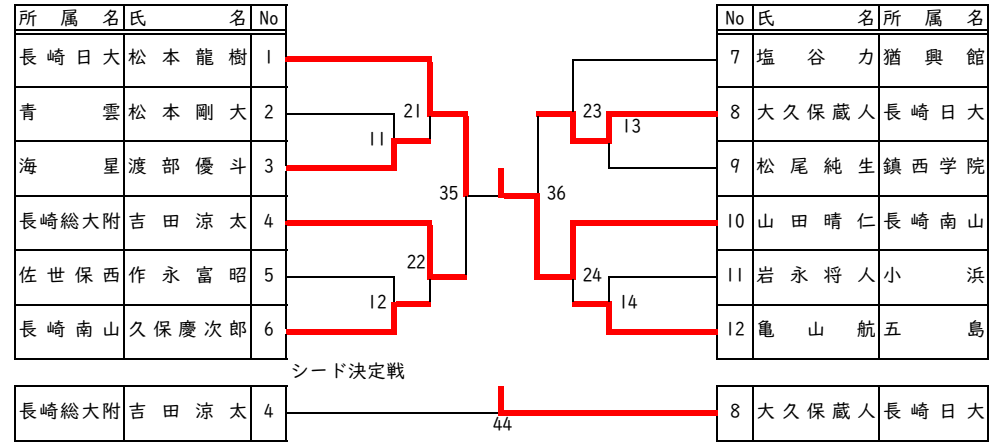 所属名 氏名 No
長崎日大 松本龍樹 1
青雲 松本剛大 2
海星 渡部優斗 3
長崎総大附 吉田涼太 4
佐世保西 作永富昭 5
長崎南山 久保慶次郎 6
21
11
35
22
12
No 氏名 所属名
7 塩谷力 猶興館
8 大久保蔵人 長崎日大
9 松尾純生 鎮西学院
10 山田晴仁 長崎南山
11 岩永将人 小浜
12 亀山航 五島
23
13
36
24
14
シード決定戦
長崎総大附 吉田涼太 4
44
8 大久保蔵人 長崎日大